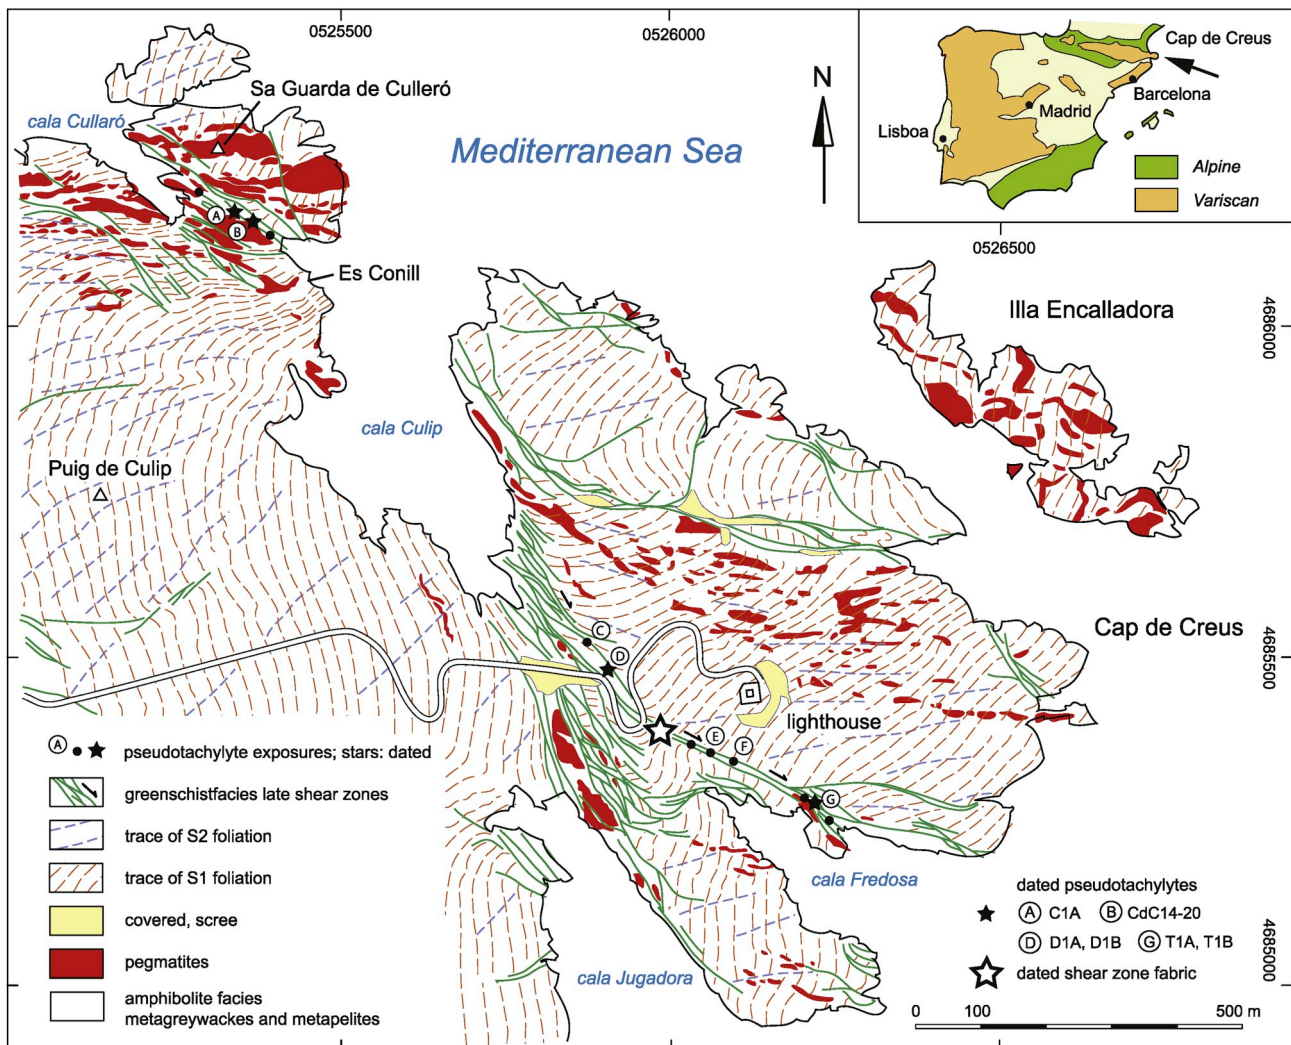 0525500
0526000
Sa Guarda de Culleró
cala Cullaró
A
B
Es Conill
Mediterranean Sea
N
Cap de Creus
Barcelona
Madrid
Lisboa
Alpine
Variscan
0526500
Illa Encalladora
4686000
cala Culip
Puig de Culip
C
D
Cap de Creus
4685500
lighthouse
E
F
G
cala Fredosa
cala Jugadora
4685000
A pseudotachylyte exposures; stars: dated
greenschistfacies late shear zones
trace of S2 foliation
trace of S1 foliation
covered, scree
pegmatites
amphibolite facies
metagreywackes and metapelites
dated pseudotachylytes
A C1A B CdC14-20
D D1A, D1B G T1A, T1B
dated shear zone fabric
0 100 500 m